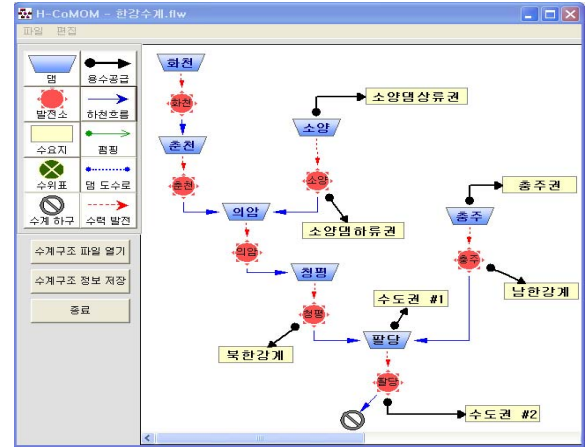 H-CoMOM - 한강수계.flw
파일 편집
댐 용수공급
발전소 하천흐름
수요지 펌핑
수위표 댐 도수로
수계 하구 수력 발전
수계구조 파일 열기
수계구조 정보 저장
종료
화천
화천
소양댐상류권
소양
춘천
춘천
소양
충주권
의암
충주
소양댐하류권
의암
충주
청평
남한강계
수도권 #1
청평
팔당
북한강계
팔당
수도권 #2